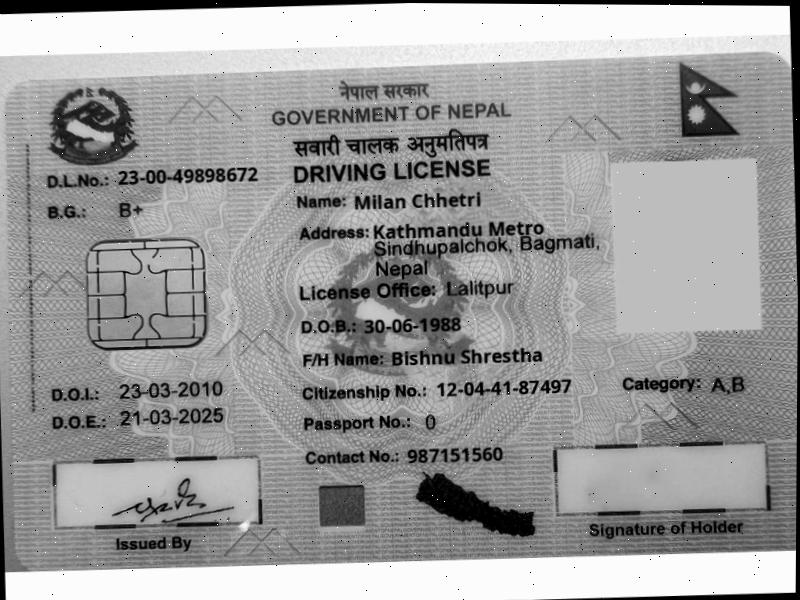 नेपाल सरकार
GOVERNMENT OF NEPAL
सवारी चालक अनुमतिपत्र
DRIVING LICENSE
D.L.No.: 23-00-49898672
B.G.: B+
Name: Milan Chhetri
Address: Kathmandu Metro
Sindhupalchok, Bagmati,
Nepal
License Office: Lalitpur
D.O.B.: 30-06-1988
F/H Name: Bishnu Shrestha
D.O.I.: 23-03-2010
Citizenship No.: 12-04-41-87497
Category: A,B
D.O.E.: 21-03-2025
Passport No.: 0
Contact No.: 987151560
Issued By
Signature of Holder